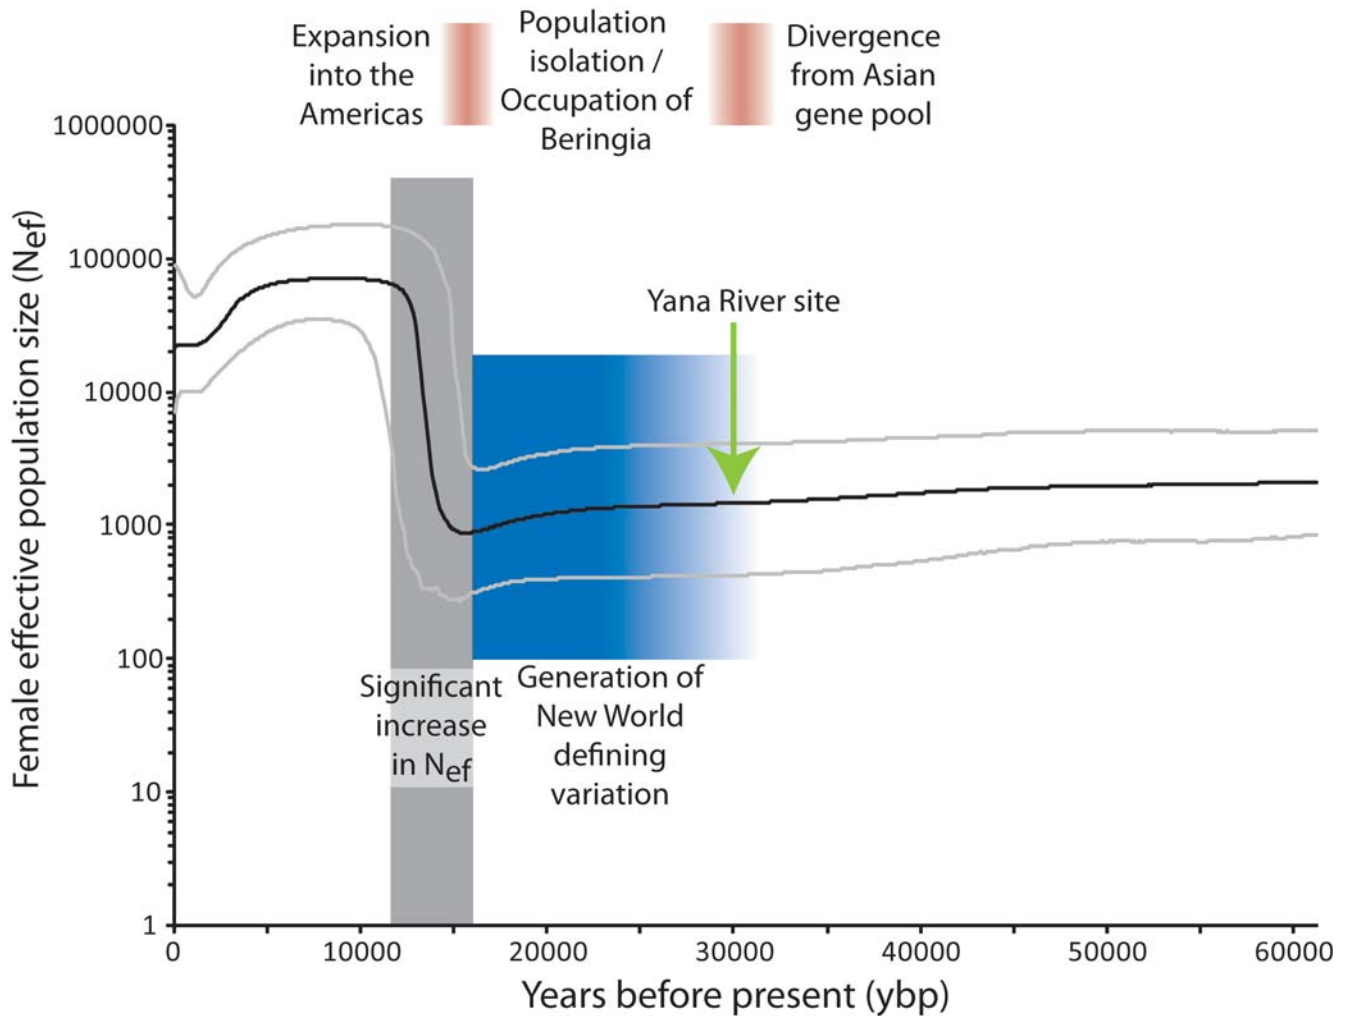 Expansion
into the
Americas
Population
isolation /
Occupation of
Beringia
Divergence
from Asian
gene pool
Female effective population size (Nef)
1000000
100000
10000
1000
100
10
1
Yana River site
Significant
increase
in Nef
Generation of
New World
defining
variation
0
10000
20000
30000
40000
50000
60000
Years before present (ybp)